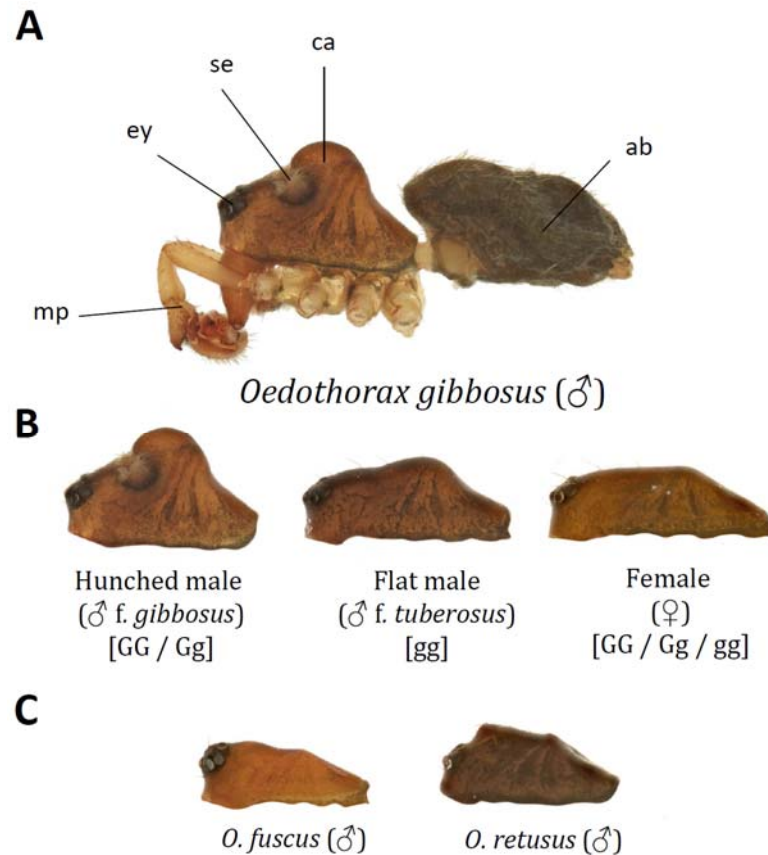 A
ca
se
ey
ab
mp
Oedothorax gibbosus (♂)
B
Hunched male
(♂ f. gibbosus)
[GG / Gg]
Flat male
(♂ f. tuberosus)
[gg]
Female
(♀)
[GG / Gg / gg]
C
O. fuscus (♂)
O. retusus (♂)